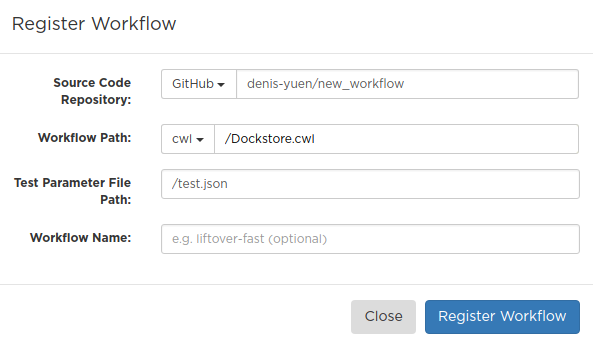 Register Workflow
Source Code
Repository:
GitHub
denis-yuen/new_workflow
Workflow Path:
cwl
/Dockstore.cwl
Test Parameter File
Path:
/test.json
Workflow Name:
e.g. liftover-fast (optional)
Close
Register Workflow